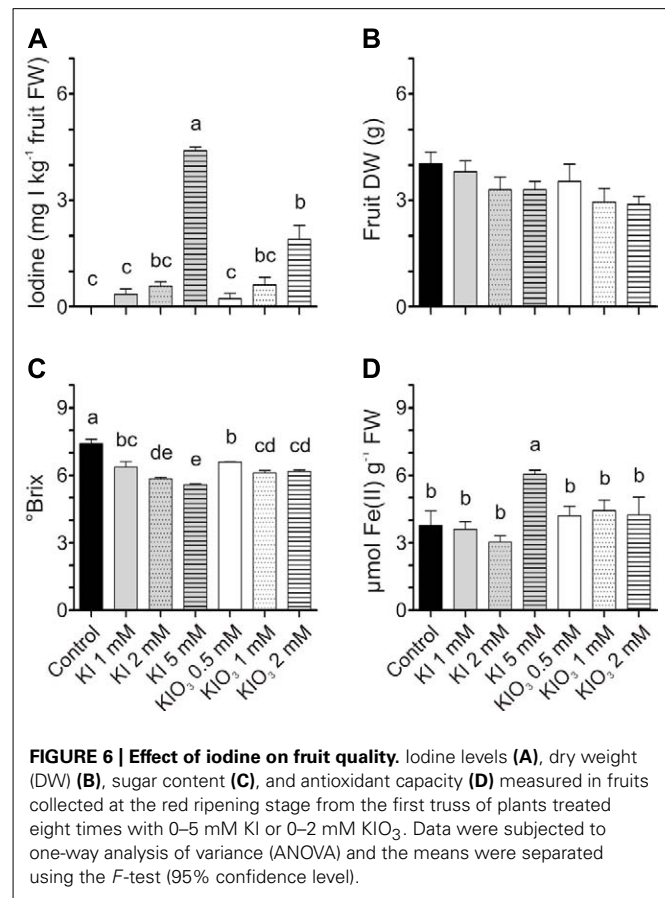 A
B
Iodine (mg I kg⁻¹ fruit FW)
6
3
0
c
c
bc
a
c
bc
b
Fruit DW (g)
6
3
0
C
D
°Brix
9
6
3
0
a
bc
de
e
b
cd
cd
µmol Fe(II) g⁻¹ FW
9
6
3
0
b
b
b
a
b
b
b
Control
KI 1 mM
KI 2 mM
KI 5 mM
KIO₃ 0.5 mM
KIO₃ 1 mM
KIO₃ 2 mM
Control
KI 1 mM
KI 2 mM
KI 5 mM
KIO₃ 0.5 mM
KIO₃ 1 mM
KIO₃ 2 mM
FIGURE 6 | Effect of iodine on fruit quality. Iodine levels (A), dry weight
(DW) (B), sugar content (C), and antioxidant capacity (D) measured in fruits
collected at the red ripening stage from the first truss of plants treated
eight times with 0–5 mM KI or 0–2 mM KIO₃. Data were subjected to
one-way analysis of variance (ANOVA) and the means were separated
using the F-test (95% confidence level).